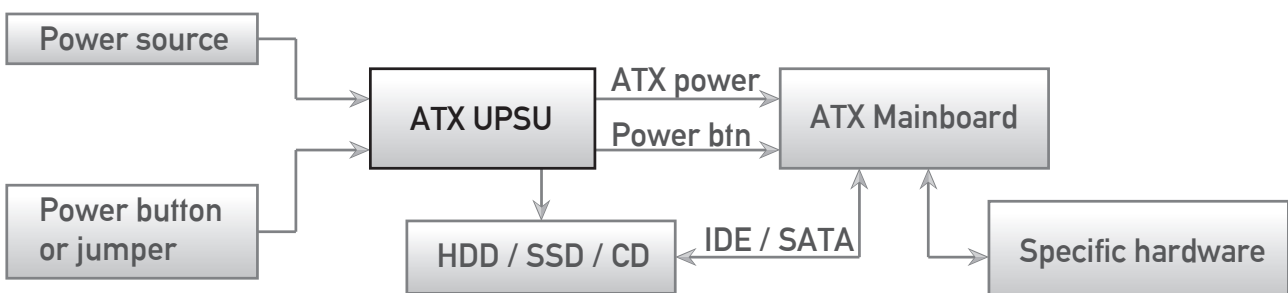 Power source
ATX UPSU
ATX power
Power btn
ATX Mainboard
Power button
or jumper
HDD / SSD / CD
IDE / SATA
Specific hardware